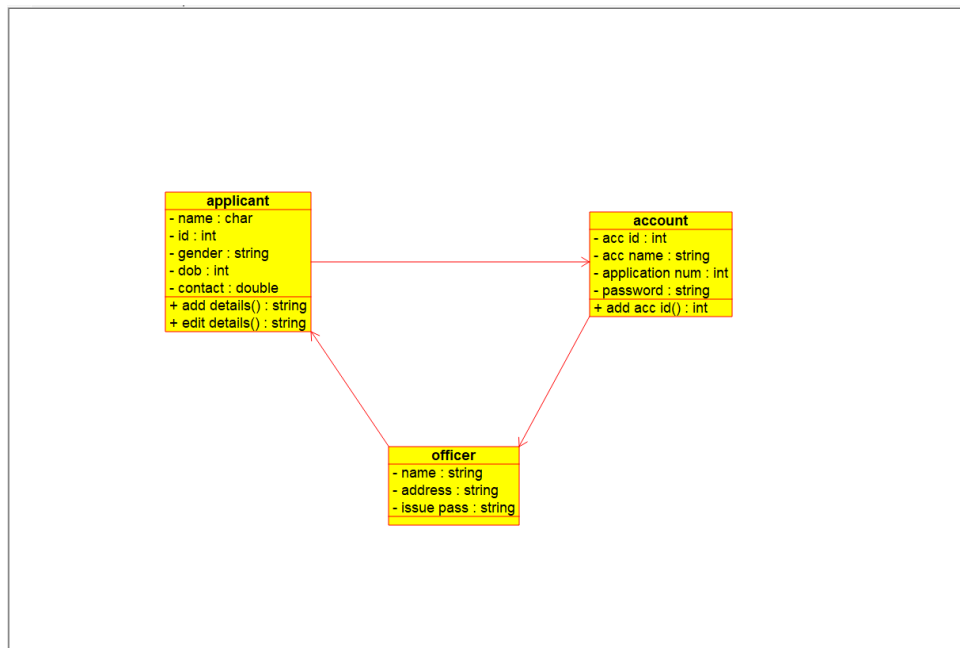 applicant
- name : char
- id : int
- gender : string
- dob : int
- contact : double
+ add details() : string
+ edit details() : string
account
- acc id : int
- acc name : string
- application num : int
- password : string
+ add acc id() : int
officer
- name : string
- address : string
- issue pass : string